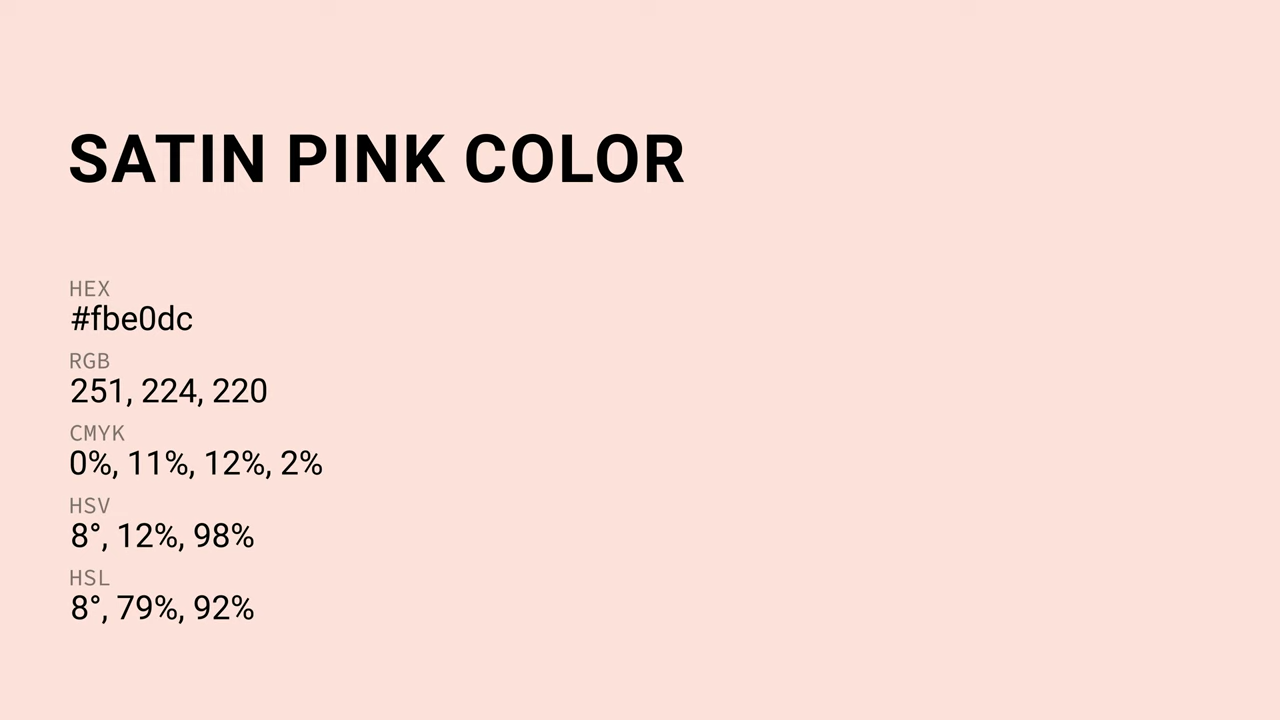 SATIN PINK COLOR
HEX
#fbe0dc
RGB
251, 224, 220
CMYK
0%, 11%, 12%, 2%
HSV
8°, 12%, 98%
HSL
8°, 79%, 92%